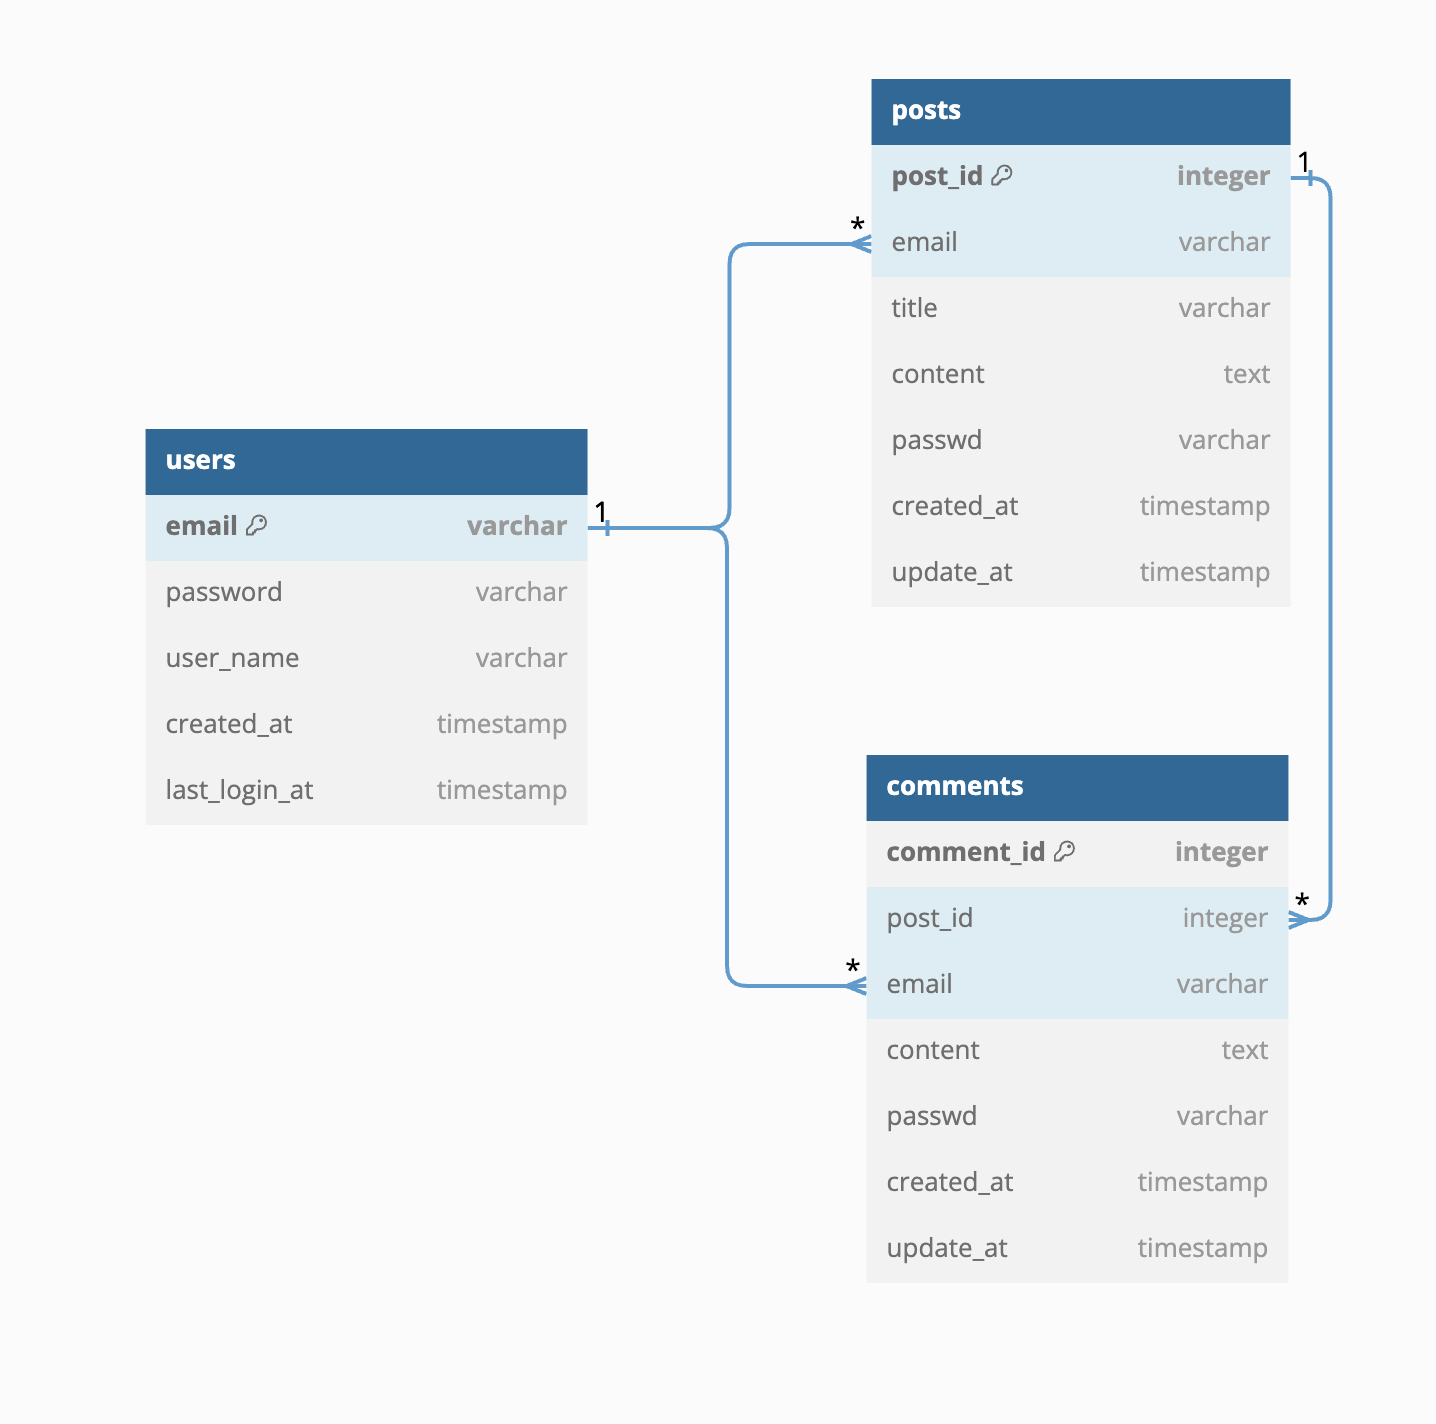 posts
post_id integer 1
* email varchar
title varchar
content text
passwd varchar
created_at timestamp
update_at timestamp
users
email varchar 1
password varchar
user_name varchar
created_at timestamp
last_login_at timestamp
comments
comment_id integer
post_id integer *
* email varchar
content text
passwd varchar
created_at timestamp
update_at timestamp